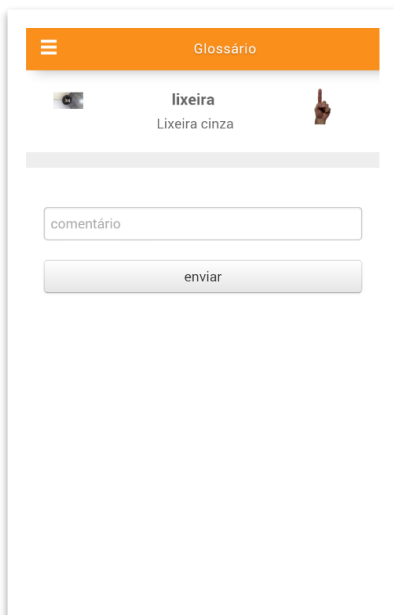 Glossário
lixeira
Lixeira cinza
comentário
enviar